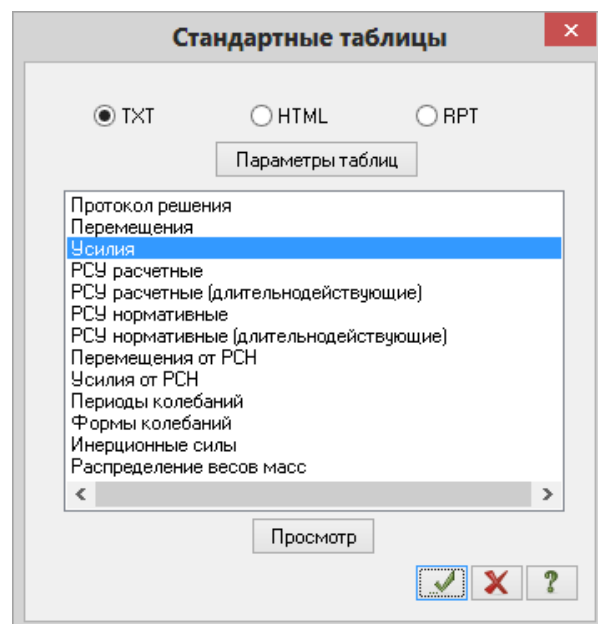 Стандартные таблицы
TXT HTML RPT
Параметры таблиц
Протокол решения
Перемещения
Усилия
РСУ расчетные
РСУ расчетные (длительнодействующие)
РСУ нормативные
РСУ нормативные (длительнодействующие)
Перемещения от РСН
Усилия от РСН
Периоды колебаний
Формы колебаний
Инерционные силы
Распределение весов масс
Просмотр
?